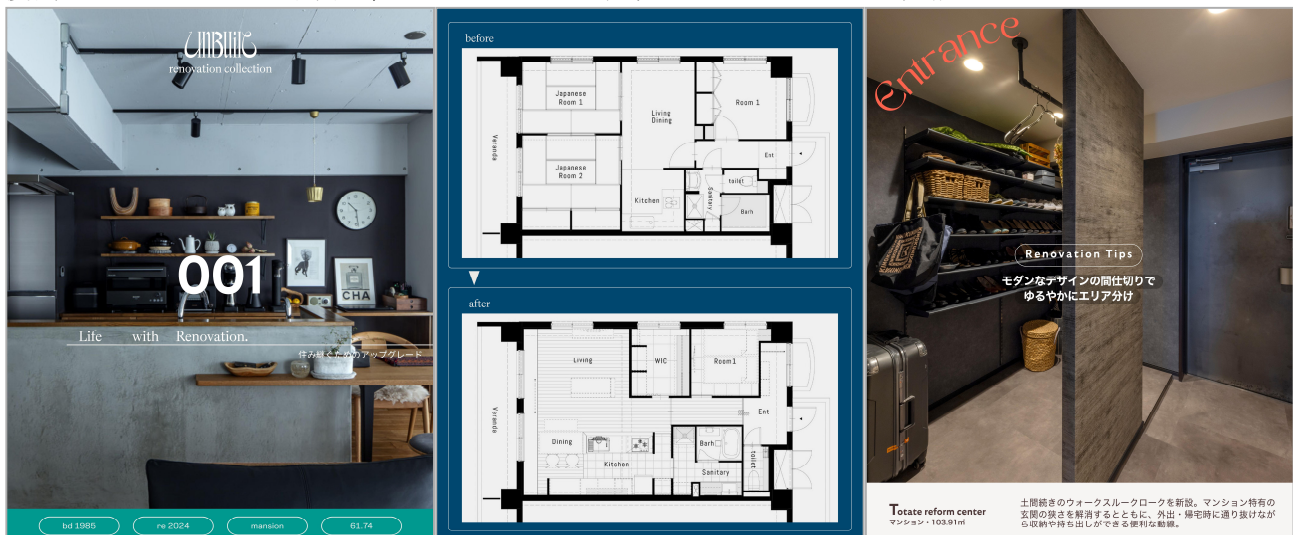 renovation collection
001
Life with Renovation.
住み継ぐためのアップグレード
CHA
bd 1985
re 2024
mansion
61.74
before
Japanese
Room 1
Living
Dining
Room 1
Veranda
Japanese
Room 2
Ent
toilet
Sanitary
Kitchen
Barh
after
Living
WIC
Room1
Veranda
Ent
Dining
Barh
Kitchen
toilet
Sanitary
Entrance
Renovation Tips
モダンなデザインの間仕切りで
ゆるやかにエリア分け
Totate reform center
マンション・103.91㎡
土間続きのウォークスルークロークを新設。マンション特有の
玄関の狭さを解消するとともに、外出・帰宅時に通り抜けなが
ら収納や持ち出しができる便利な動線。